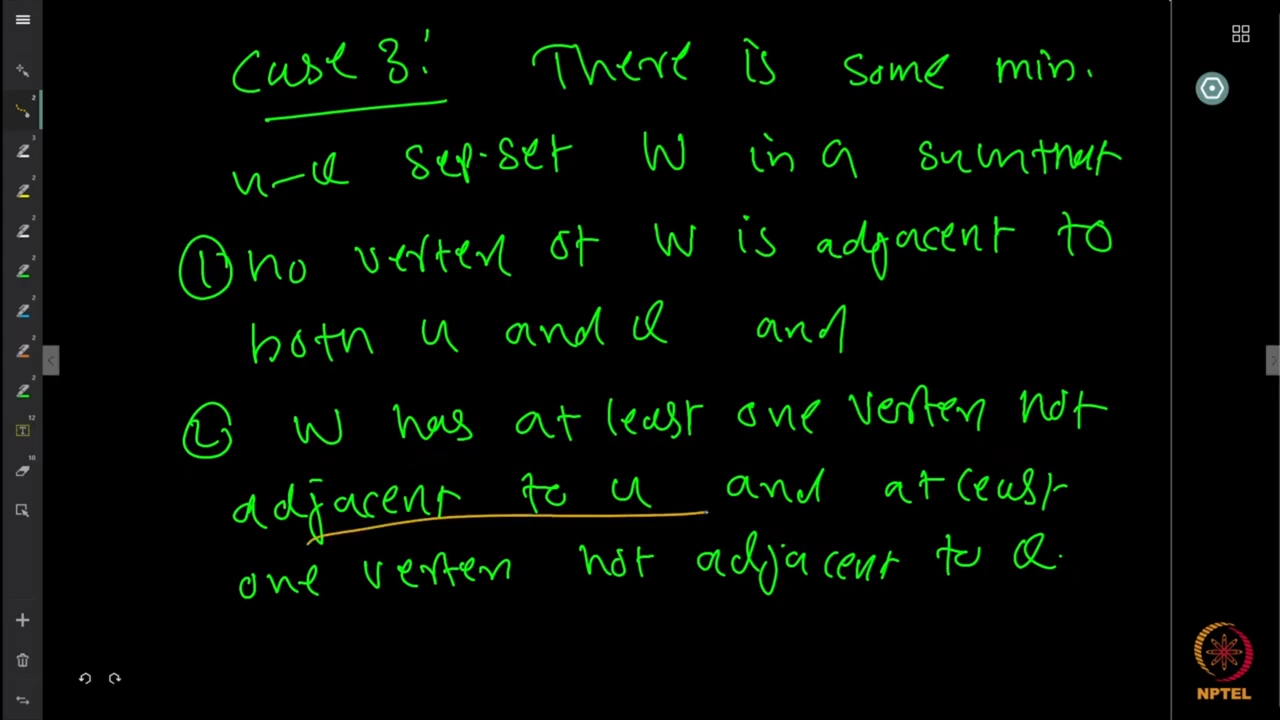 Case 3: There is some min.
u-v sep.set W in G such that
① no vertex of W is adjacent to
both u and v and
② W has at least one vertex not
adjacent to u and at least
one vertex not adjacent to v.
NPTEL